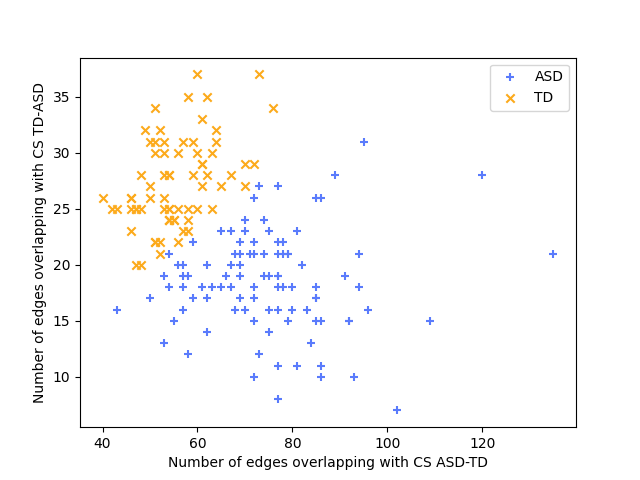 ASD
TD
35
30
25
20
15
10
Number of edges overlapping with CS TD-ASD
40 60 80 100 120
Number of edges overlapping with CS ASD-TD